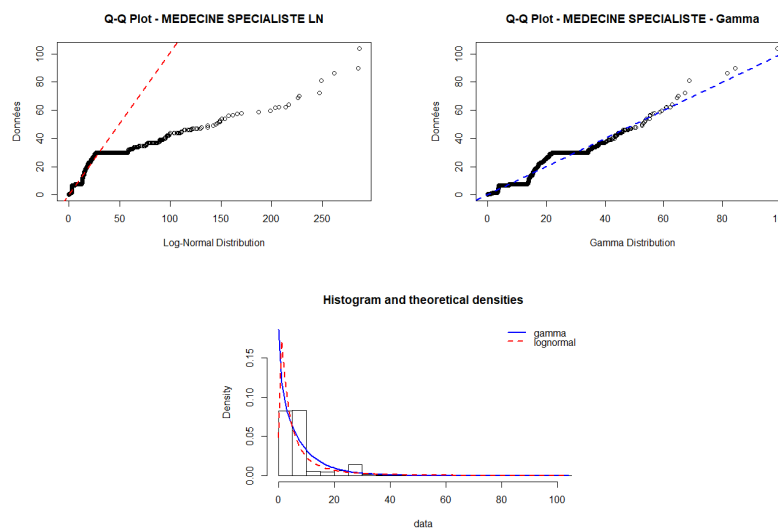 Q-Q Plot - MEDECINE SPECIALISTE LN
Données
0 20 40 60 80 100
0 50 100 150 200 250
Log-Normal Distribution
Q-Q Plot - MEDECINE SPECIALISTE - Gamma
Données
0 20 40 60 80 100
0 20 40 60 80
Gamma Distribution
Histogram and theoretical densities
gamma
lognormal
Density
0.00 0.05 0.10 0.15
0 20 40 60 80 100
data